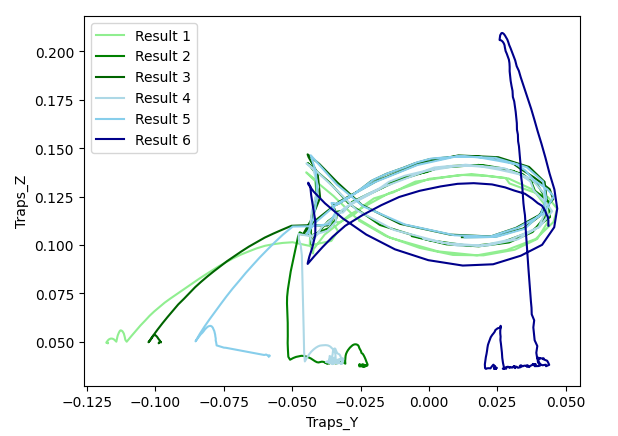 Result 1
Result 2
Result 3
Result 4
Result 5
Result 6
Traps_Z
0.200
0.175
0.150
0.125
0.100
0.075
0.050
−0.125 −0.100 −0.075 −0.050 −0.025 0.000 0.025 0.050
Traps_Y